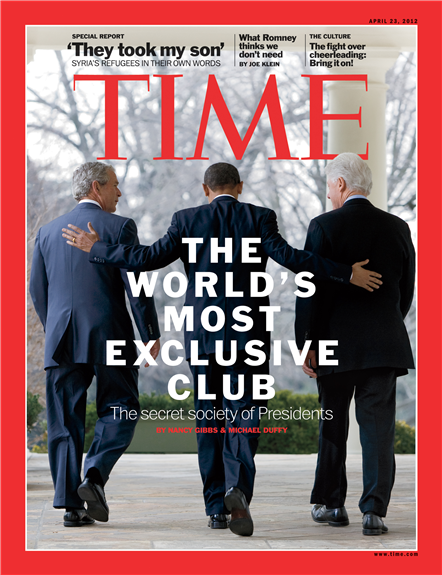 APRIL 23, 2012
SPECIAL REPORT
'They took my son'
SYRIA'S REFUGEES IN THEIR OWN WORDS
What Romney
thinks we
don't need
BY JOE KLEIN
THE CULTURE
The fight over
cheerleading:
Bring it on!
TIME
THE
WORLD'S
MOST
EXCLUSIVE
CLUB
The secret society of Presidents
BY NANCY GIBBS & MICHAEL DUFFY
www.time.com